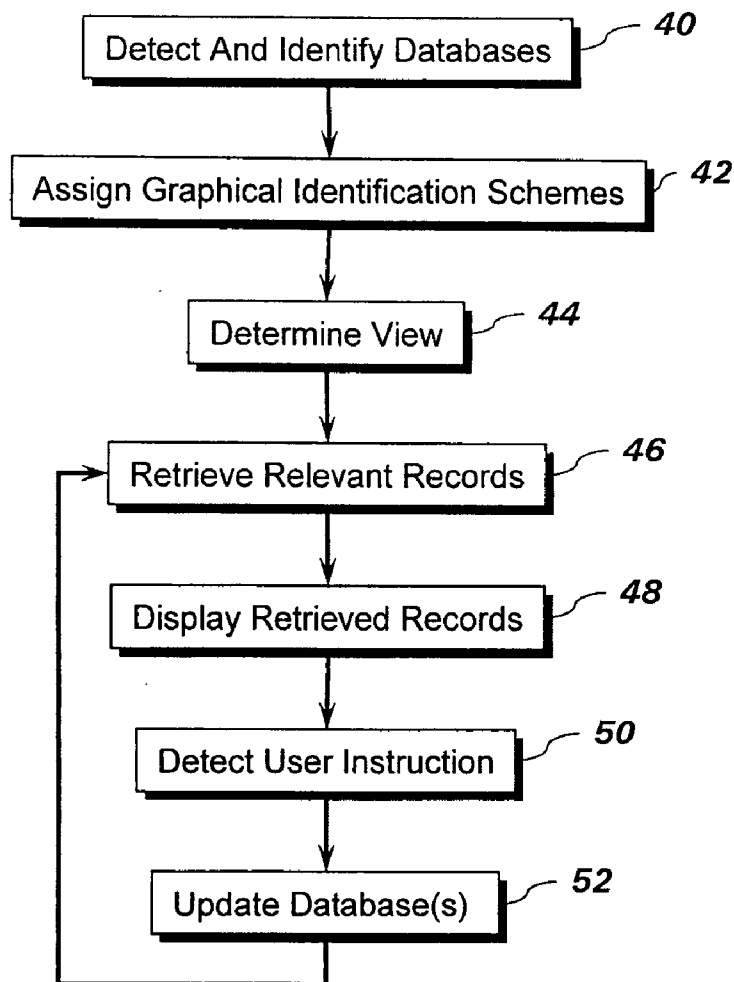 Detect And Identify Databases 40
Assign Graphical Identification Schemes 42
Determine View 44
Retrieve Relevant Records 46
Display Retrieved Records 48
Detect User Instruction 50
Update Database(s) 52